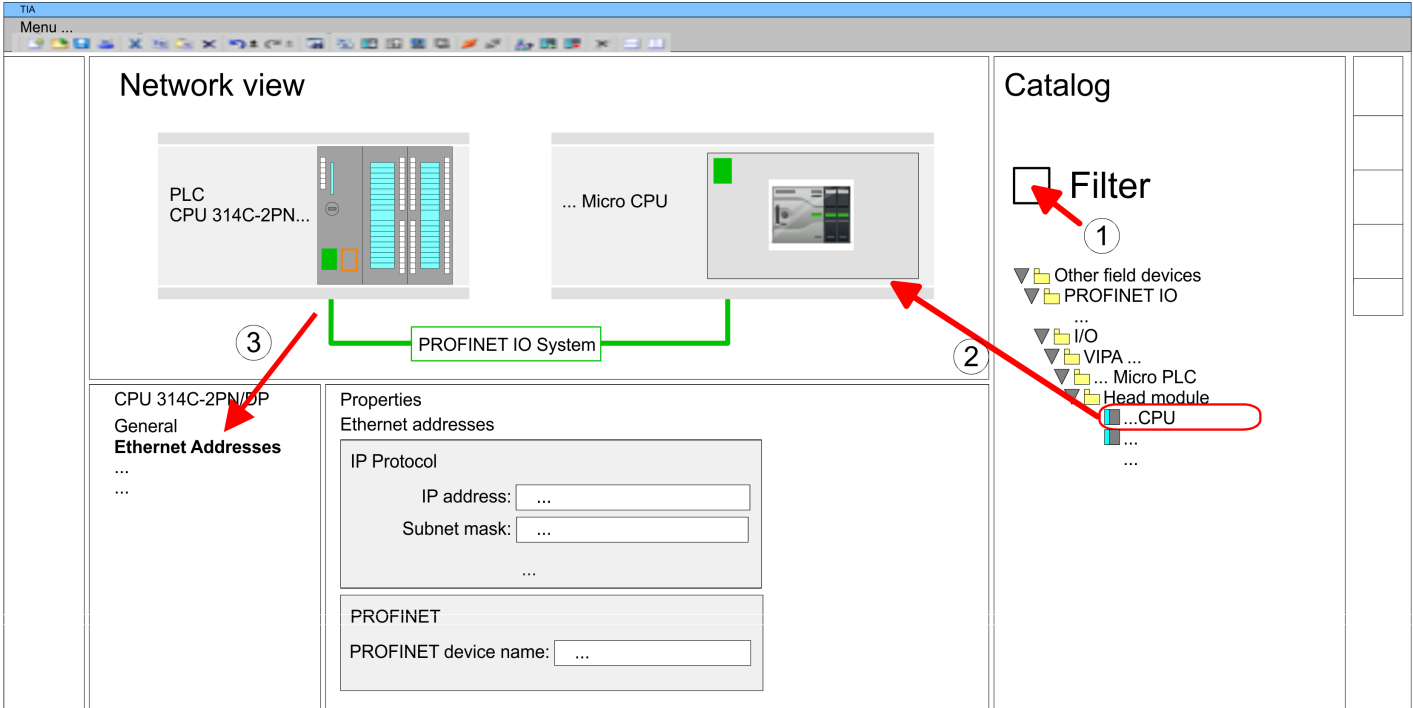 TIA
Menu ...
Network view
PLC
CPU 314C-2PN...
... Micro CPU
PROFINET IO System
3
2
Catalog
Filter
1
Other field devices
PROFINET IO
...
I/O
VIPA ...
... Micro PLC
Head module
...CPU
...
...
CPU 314C-2PN/DP
General
Ethernet Addresses
...
...
Properties
Ethernet addresses
IP Protocol
IP address: ...
Subnet mask: ...
...
PROFINET
PROFINET device name: ...